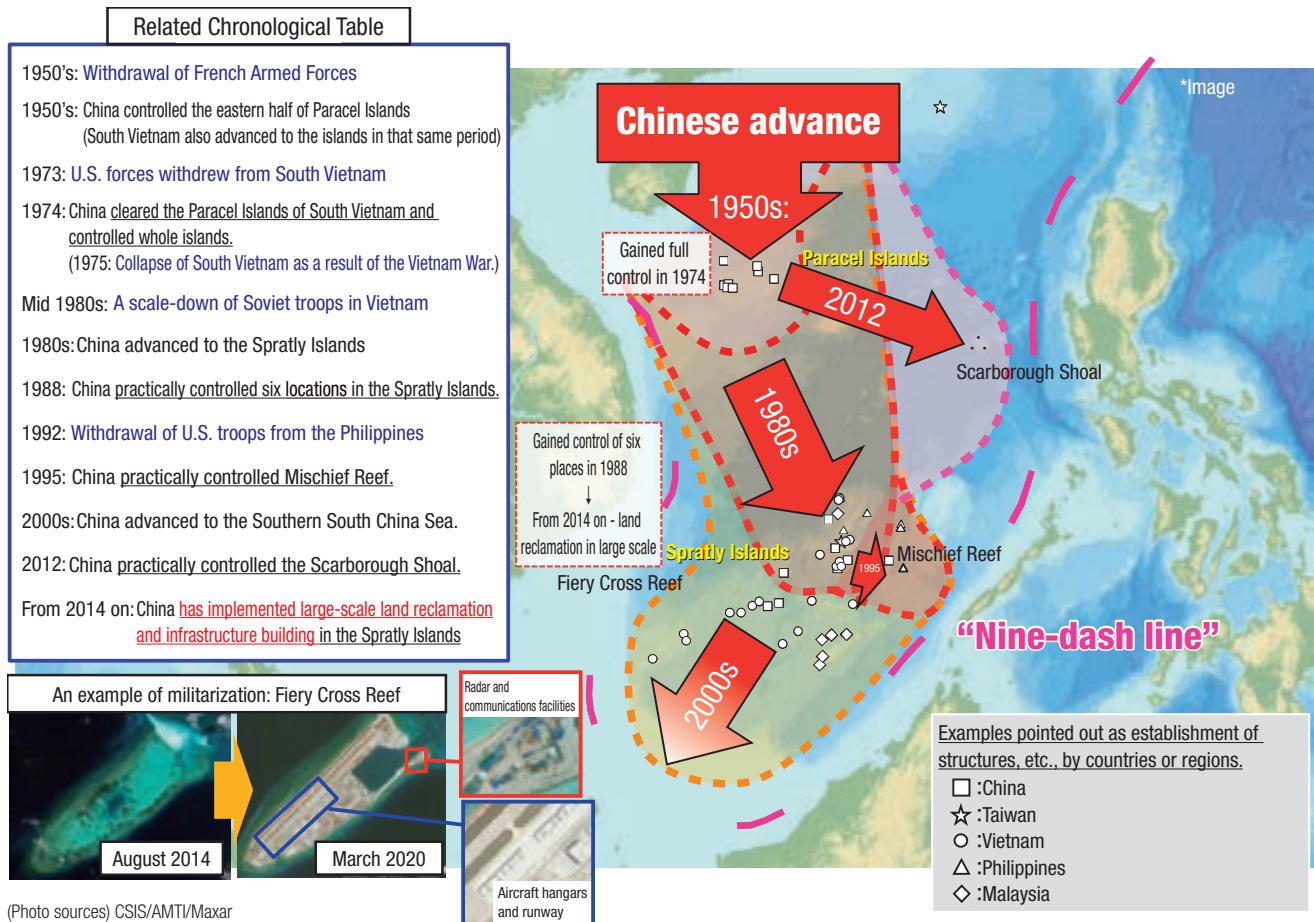 Related Chronological Table
1950's: Withdrawal of French Armed Forces
1950's: China controlled the eastern half of Paracel Islands
(South Vietnam also advanced to the islands in that same period)
1973: U.S. forces withdrew from South Vietnam
1974: China cleared the Paracel Islands of South Vietnam and
controlled whole islands.
(1975: Collapse of South Vietnam as a result of the Vietnam War.)
Mid 1980s: A scale-down of Soviet troops in Vietnam
1980s: China advanced to the Spratly Islands
1988: China practically controlled six locations in the Spratly Islands.
1992: Withdrawal of U.S. troops from the Philippines
1995: China practically controlled Mischief Reef.
2000s: China advanced to the Southern South China Sea.
2012: China practically controlled the Scarborough Shoal.
From 2014 on: China has implemented large-scale land reclamation
and infrastructure building in the Spratly Islands
*Image
Chinese advance
1950s:
Gained full
control in 1974
Paracel Islands
2012
Scarborough Shoal
1980s
Gained control of six
places in 1988
↓
From 2014 on - land
reclamation in large scale
Spratly Islands
Mischief Reef
1995
Fiery Cross Reef
"Nine-dash line"
2000s
An example of militarization: Fiery Cross Reef
August 2014
March 2020
Radar and
communications facilities
Aircraft hangars
and runway
Examples pointed out as establishment of
structures, etc., by countries or regions.
□ :China
☆ :Taiwan
○ :Vietnam
△ :Philippines
◇ :Malaysia
(Photo sources) CSIS/AMTI/Maxar